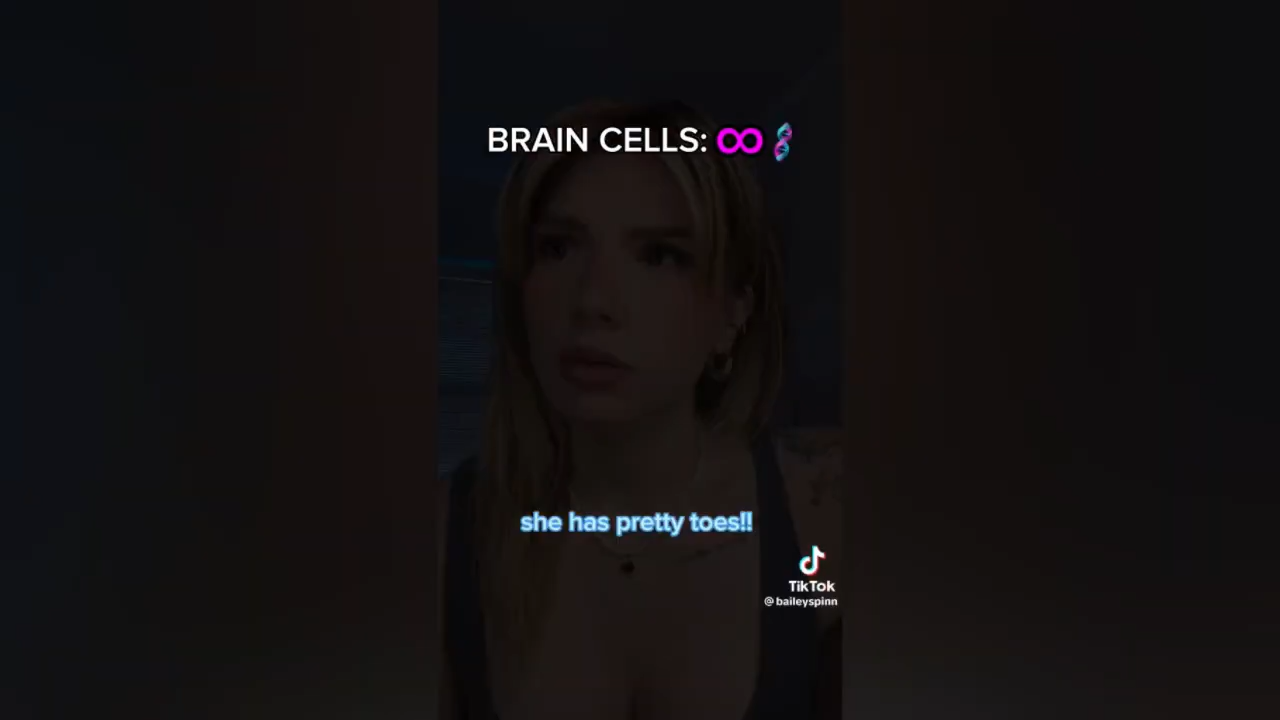 BRAIN CELLS: ∞🧬
she has pretty toes!!
TikTok
@baileyspinn